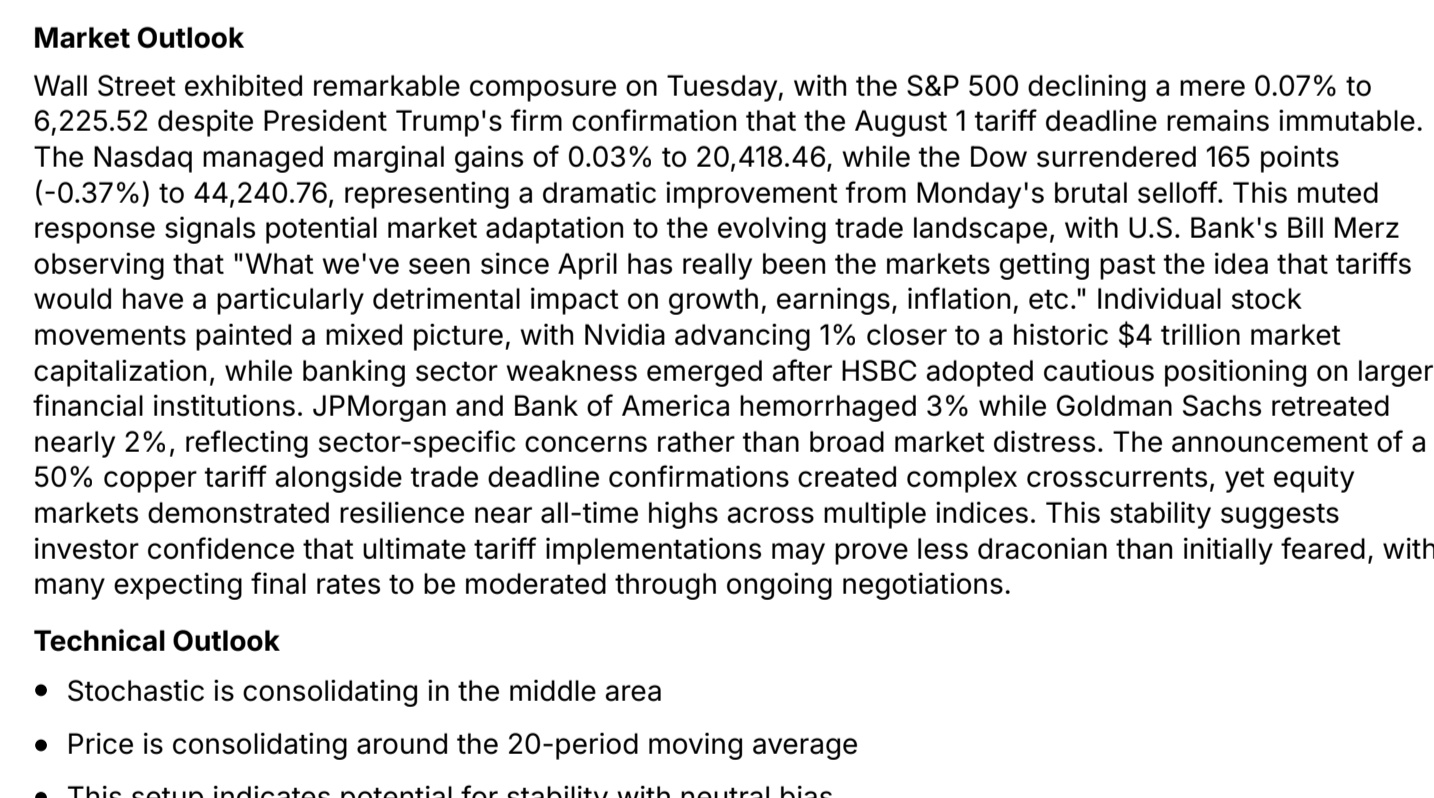 Market Outlook
Wall Street exhibited remarkable composure on Tuesday, with the S&P 500 declining a mere 0.07% to
6,225.52 despite President Trump's firm confirmation that the August 1 tariff deadline remains immutable.
The Nasdaq managed marginal gains of 0.03% to 20,418.46, while the Dow surrendered 165 points
(-0.37%) to 44,240.76, representing a dramatic improvement from Monday's brutal selloff. This muted
response signals potential market adaptation to the evolving trade landscape, with U.S. Bank's Bill Merz
observing that "What we've seen since April has really been the markets getting past the idea that tariffs
would have a particularly detrimental impact on growth, earnings, inflation, etc." Individual stock
movements painted a mixed picture, with Nvidia advancing 1% closer to a historic $4 trillion market
capitalization, while banking sector weakness emerged after HSBC adopted cautious positioning on larger
financial institutions. JPMorgan and Bank of America hemorrhaged 3% while Goldman Sachs retreated
nearly 2%, reflecting sector-specific concerns rather than broad market distress. The announcement of a
50% copper tariff alongside trade deadline confirmations created complex crosscurrents, yet equity
markets demonstrated resilience near all-time highs across multiple indices. This stability suggests
investor confidence that ultimate tariff implementations may prove less draconian than initially feared, with
many expecting final rates to be moderated through ongoing negotiations.
Technical Outlook
• Stochastic is consolidating in the middle area
• Price is consolidating around the 20-period moving average
• This setup indicates potential for stability with neutral bias